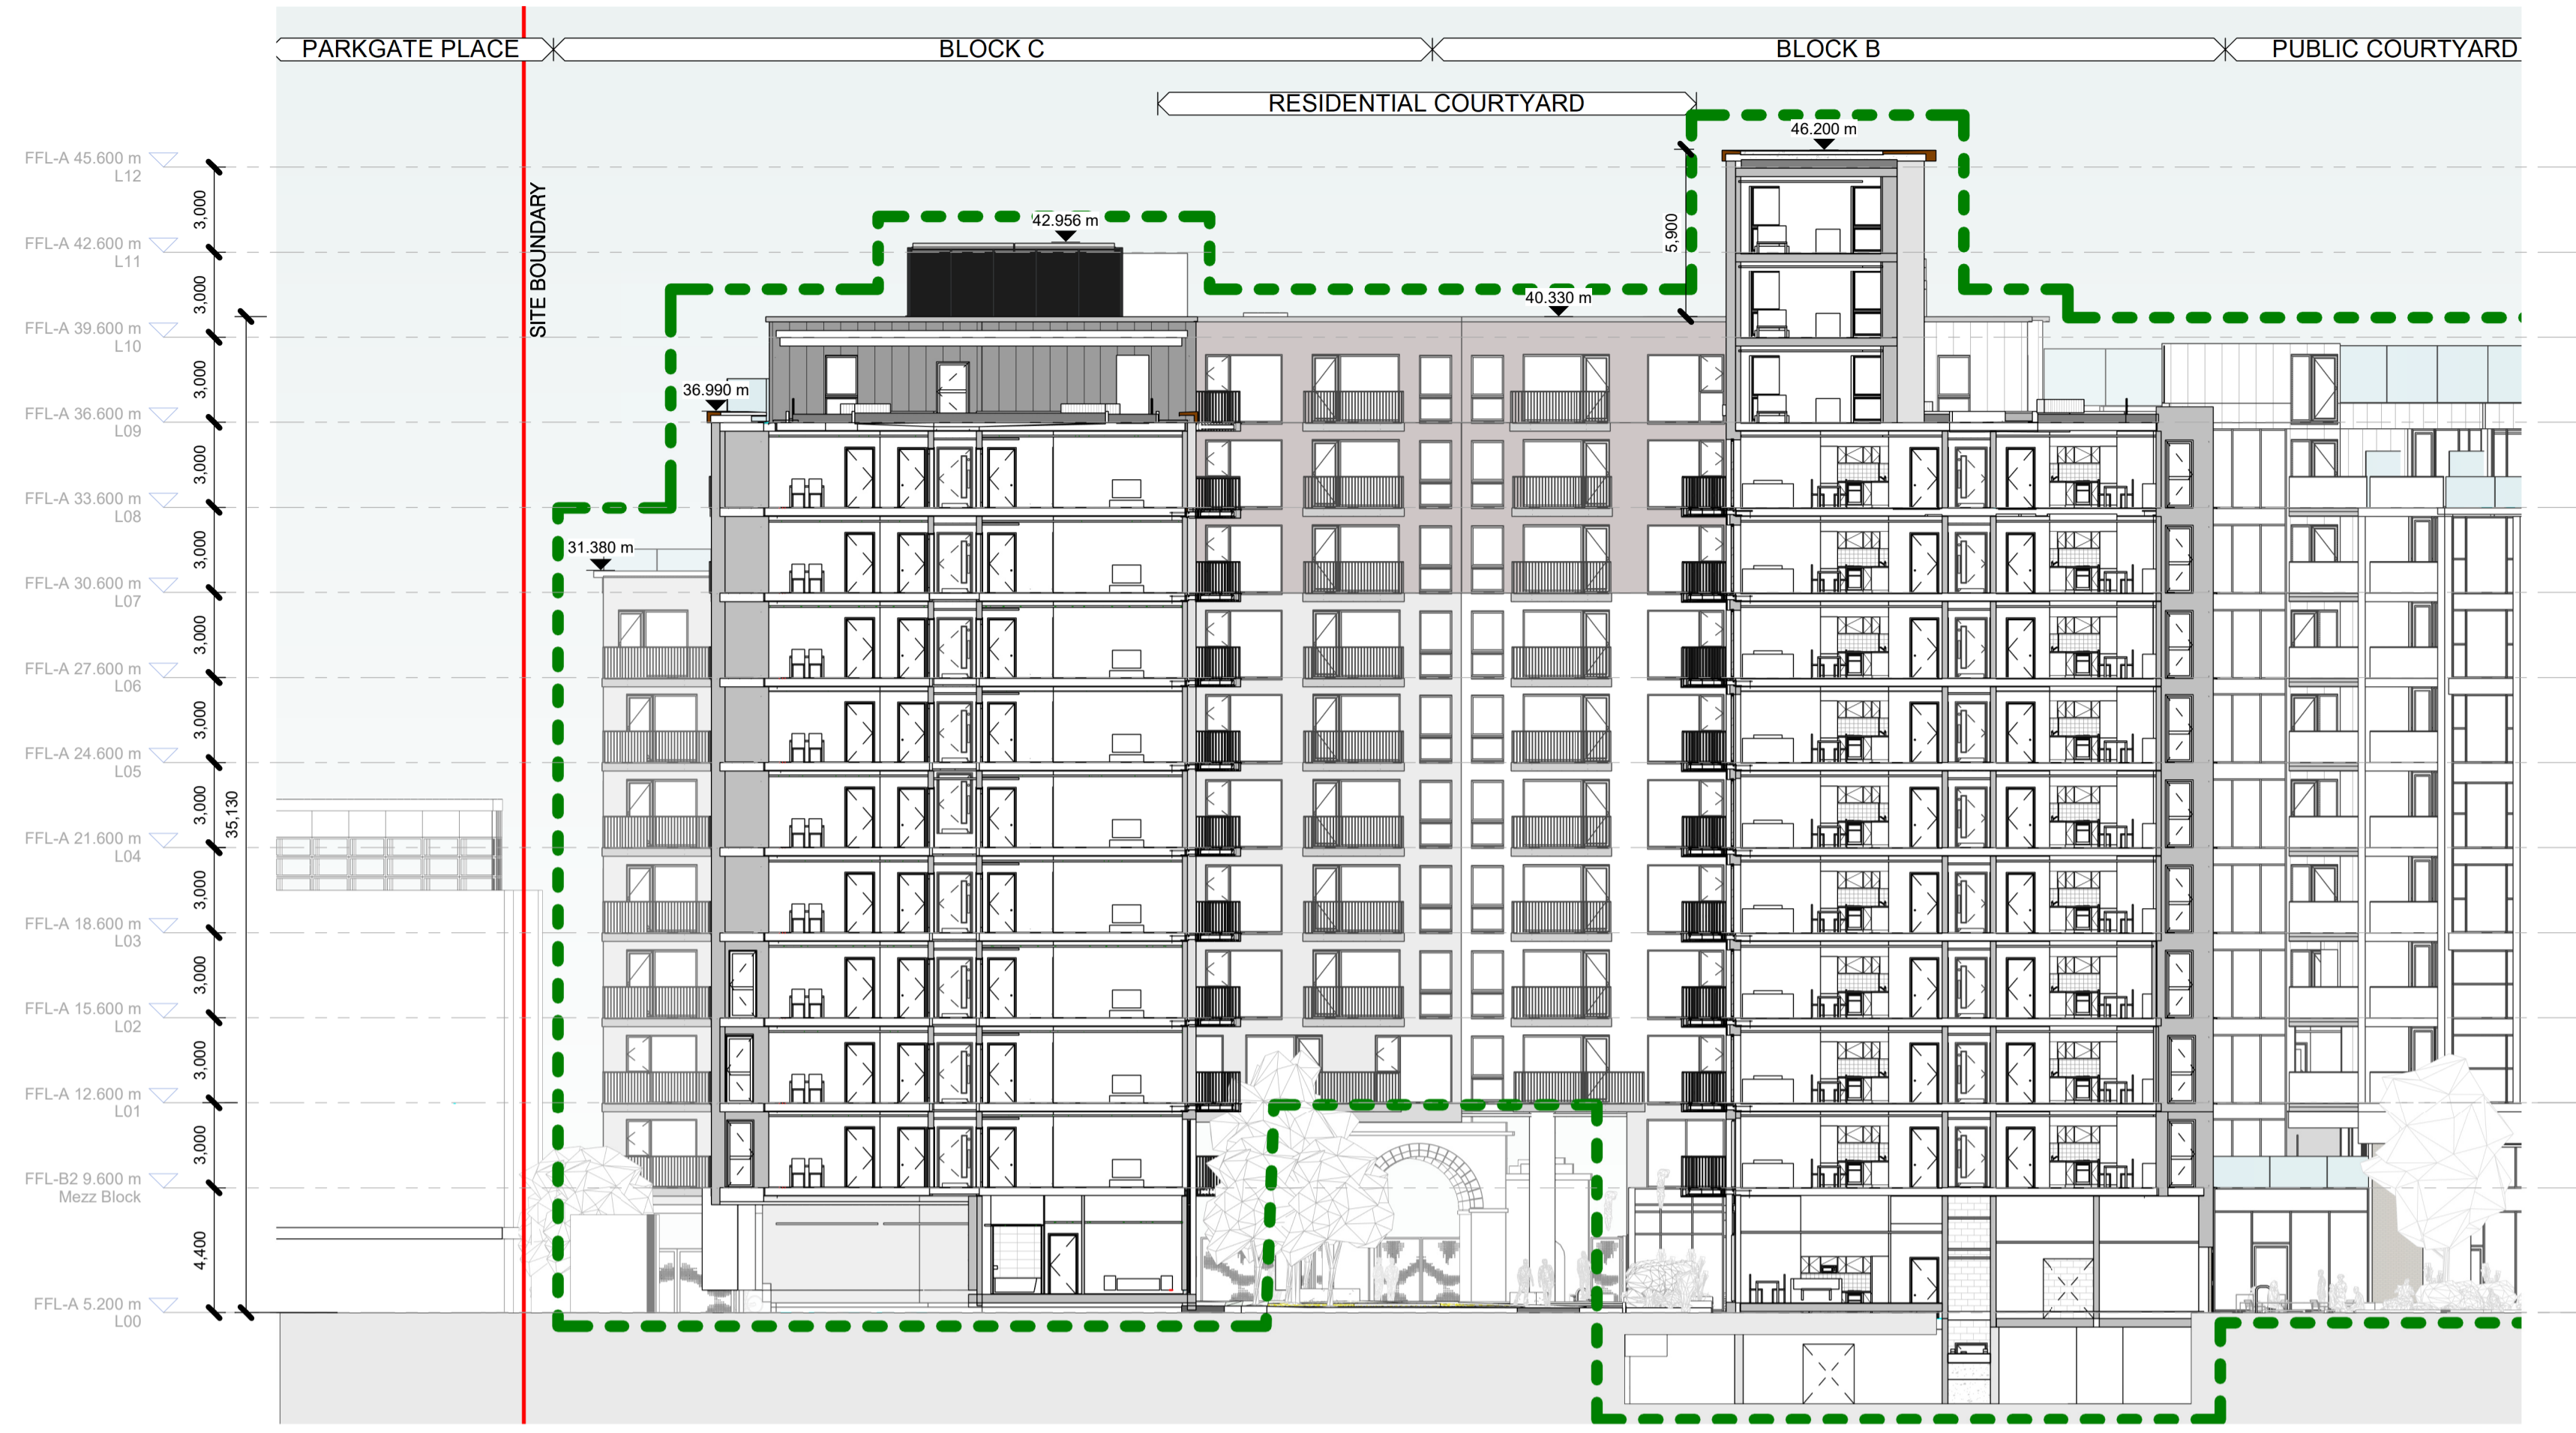 PARKGATE PLACE
BLOCK C
BLOCK B
PUBLIC COURTYARD
RESIDENTIAL COURTYARD
SITE BOUNDARY
46.200 m
42.956 m
40.330 m
36.990 m
31.380 m
5,900
FFL-A 45.600 m
L12
3,000
FFL-A 42.600 m
L11
3,000
FFL-A 39.600 m
L10
3,000
FFL-A 36.600 m
L09
3,000
FFL-A 33.600 m
L08
3,000
FFL-A 30.600 m
L07
3,000
FFL-A 27.600 m
L06
3,000
FFL-A 24.600 m
L05
3,000
35,130
FFL-A 21.600 m
L04
3,000
FFL-A 18.600 m
L03
3,000
FFL-A 15.600 m
L02
3,000
FFL-A 12.600 m
L01
3,000
FFL-B2 9.600 m
Mezz Block
4,400
FFL-A 5.200 m
L00